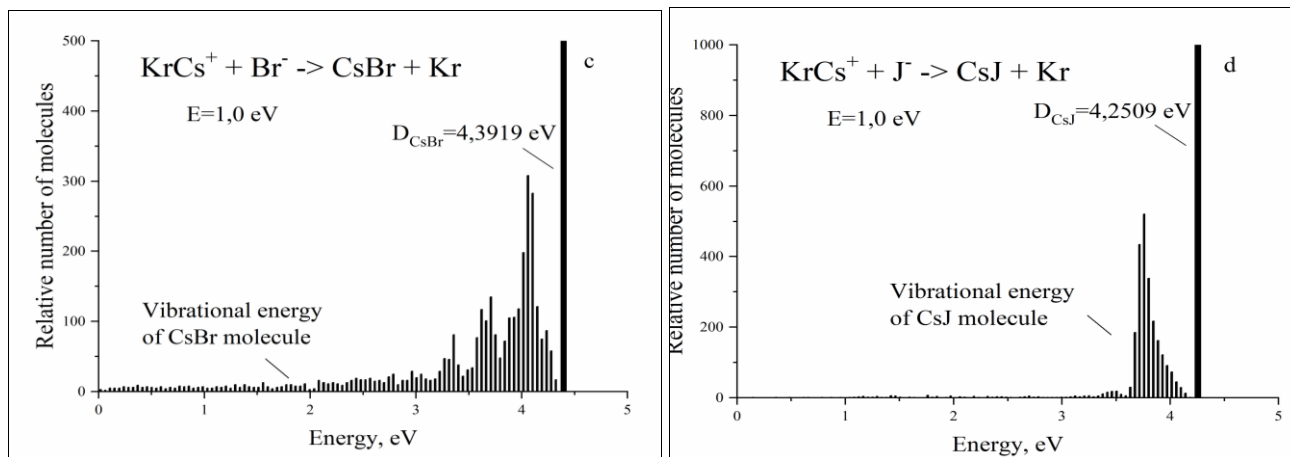 500
400
300
200
100
0
Relative number of molecules
KrCs⁺ + Br⁻ -> CsBr + Kr
c
E=1,0 eV
D_CsBr=4,3919 eV
Vibrational energy
of CsBr molecule
0 1 2 3 4 5
Energy, eV
1000
800
600
400
200
0
Relative number of molecules
KrCs⁺ + J⁻ -> CsJ + Kr
d
E=1,0 eV
D_CsJ=4,2509 eV
Vibrational energy
of CsJ molecule
0 1 2 3 4 5
Energy, eV